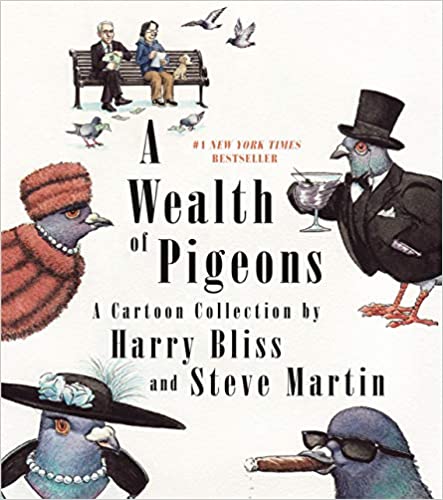 A
#1 NEW YORK TIMES
BESTSELLER
Wealth
of Pigeons
A Cartoon Collection by
Harry Bliss
and Steve Martin